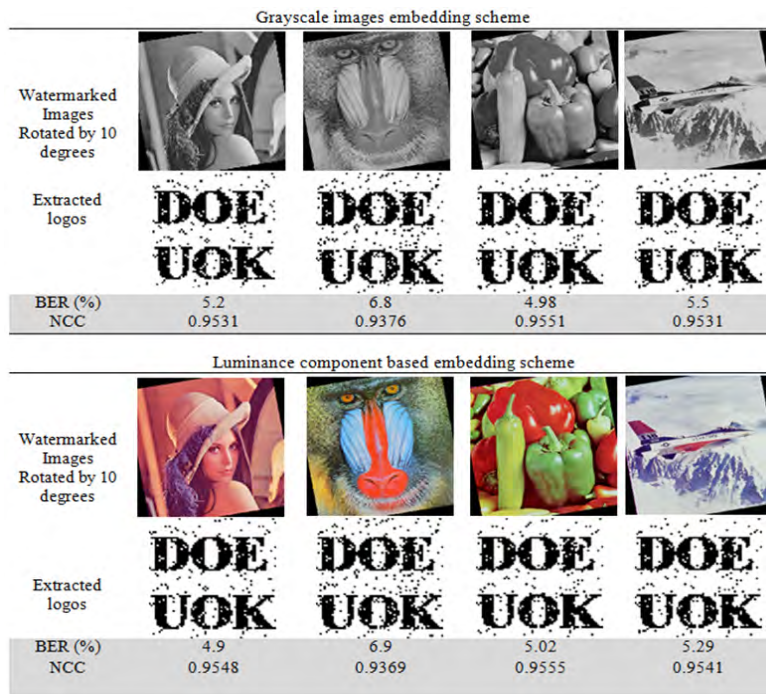 Grayscale images embedding scheme
Watermarked
Images
Rotated by 10
degrees
Extracted
logos
DOE DOE DOE DOE
UOK UOK UOK UOK
BER (%) 5.2 6.8 4.98 5.5
NCC 0.9531 0.9376 0.9551 0.9531
Luminance component based embedding scheme
Watermarked
Images
Rotated by 10
degrees
Extracted
logos
DOE DOE DOE DOE
UOK UOK UOK UOK
BER (%) 4.9 6.9 5.02 5.29
NCC 0.9548 0.9369 0.9555 0.9541